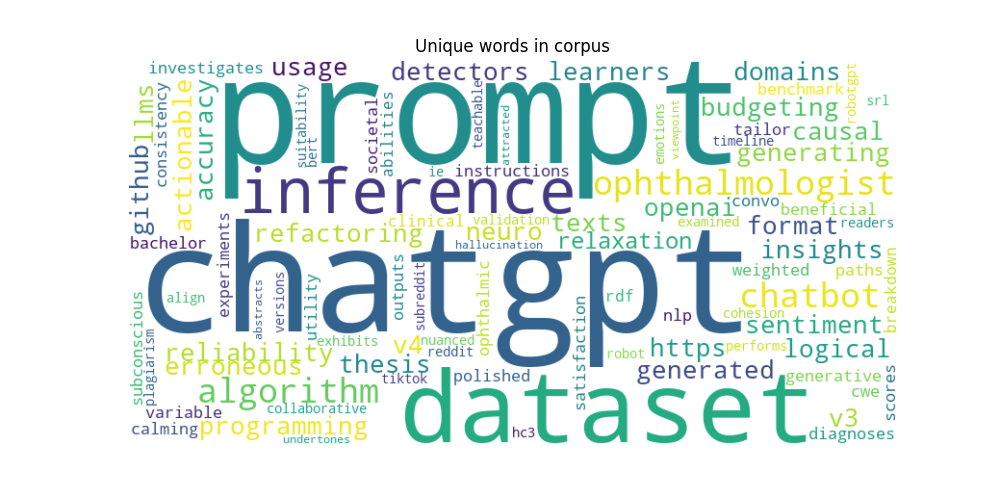 Unique words in corpus
investigates usage detectors learners domains
benchmark
robotgpt
srl
llms
consistency
actionable
accuracy
prompt
suitability
bert
societal
abilities
teachable
attracted
emotions
viewpoint
budgeting
tailor causal
timeline
generating
github
ie instructions
inference ophthalmologist
openai convo
beneficial
bachelor
experiments
refactoring
clinical validation
neuro texts
examined format readers
hallucination relaxation
insights
chatgpt
weighted paths
breakdown
subconscious
align
abstracts
versions
utility
outputs
subreddit
ophthalmic
rdf
chatbot
nlp cohesion
sentiment
exhibits v4 nuanced
reddit
satisfaction
plagiarism
reliability
erroneous
thesis
robot https performs logical
tiktok polished
generated generative
algorithm
dataset
cwe
scores
variable collaborative
v3
calming programming
undertones
hc3
diagnoses